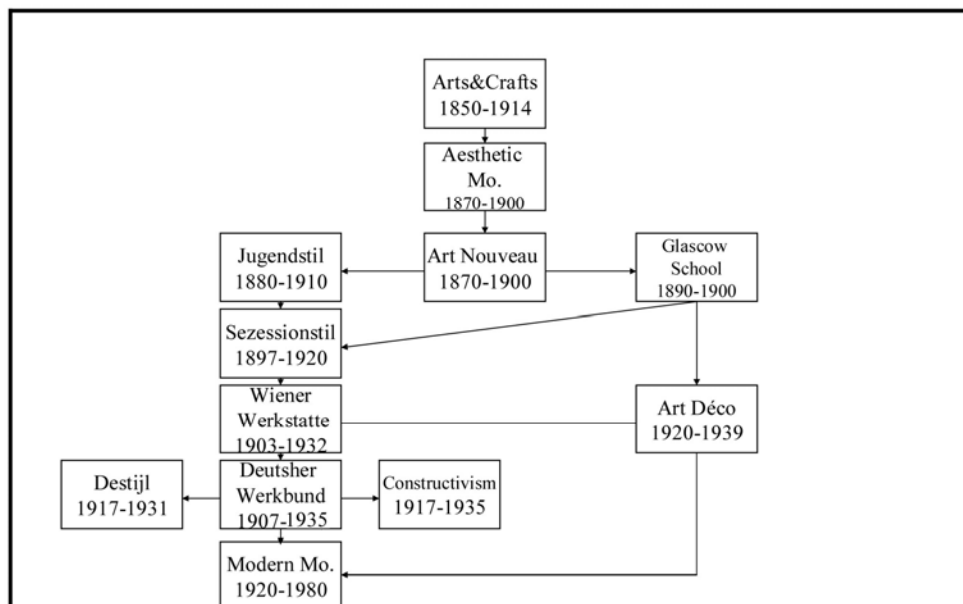 Arts&Crafts
1850-1914
Aesthetic
Mo.
1870-1900
Jugendstil
1880-1910
Art Nouveau
1870-1900
Glascow
School
1890-1900
Sezessionstil
1897-1920
Wiener
Werkstatte
1903-1932
Art Déco
1920-1939
Destijl
1917-1931
Deutsher
Werkbund
1907-1935
Constructivism
1917-1935
Modern Mo.
1920-1980